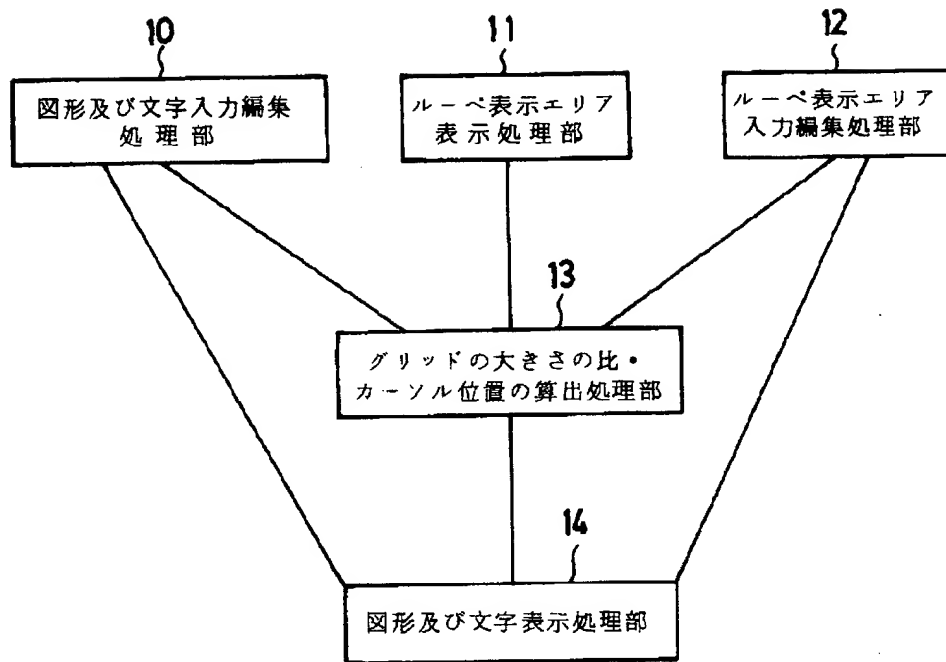 10
図形及び文字入力編集
処理部
11
ルーペ表示エリア
表示処理部
12
ルーペ表示エリア
入力編集処理部
13
グリッドの大きさの比・
カーソル位置の算出処理部
14
図形及び文字表示処理部